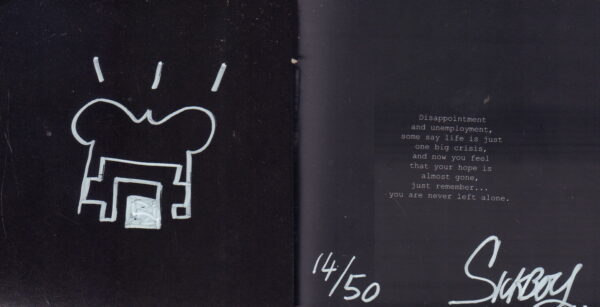 Disappointment
and unemployment,
some say life is just
one big crisis,
and now you feel
that your hope is
almost gone,
just remember...
you are never left alone.
14/50
SICKBOY